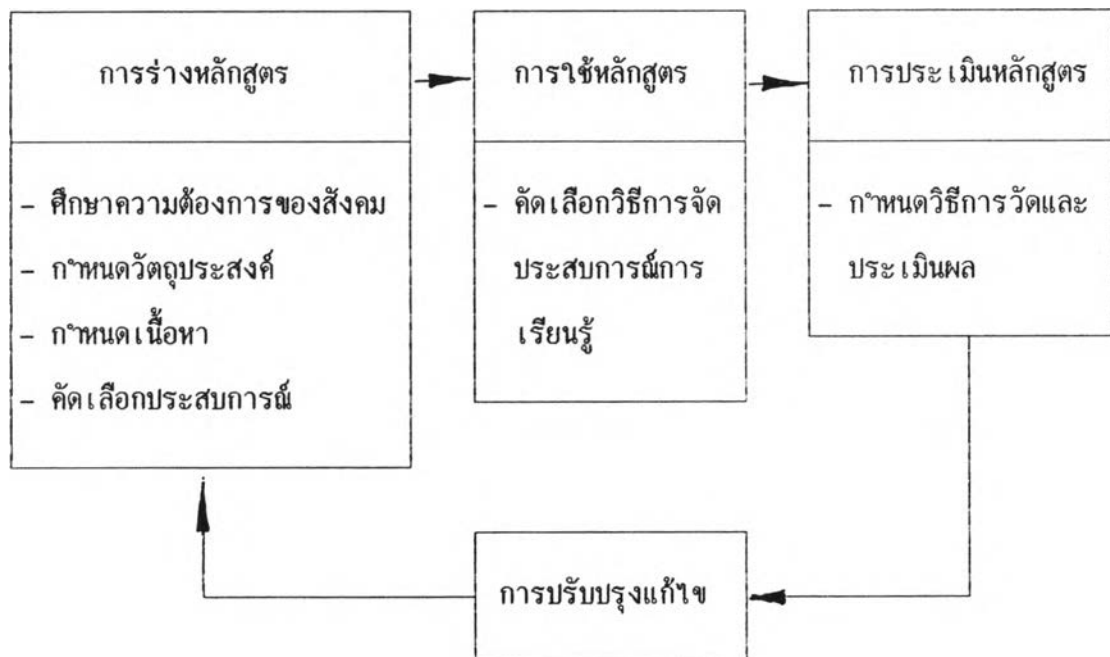 การร่างหลักสูตร
- ศึกษาความต้องการของสังคม
- กำหนดวัตถุประสงค์
- กำหนดเนื้อหา
- คัดเลือกประสบการณ์
การใช้หลักสูตร
- คัดเลือกวิธีการจัด
ประสบการณ์การ
เรียนรู้
การประเมินหลักสูตร
- กำหนดวิธีการวัดและ
ประเมินผล
การปรับปรุงแก้ไข